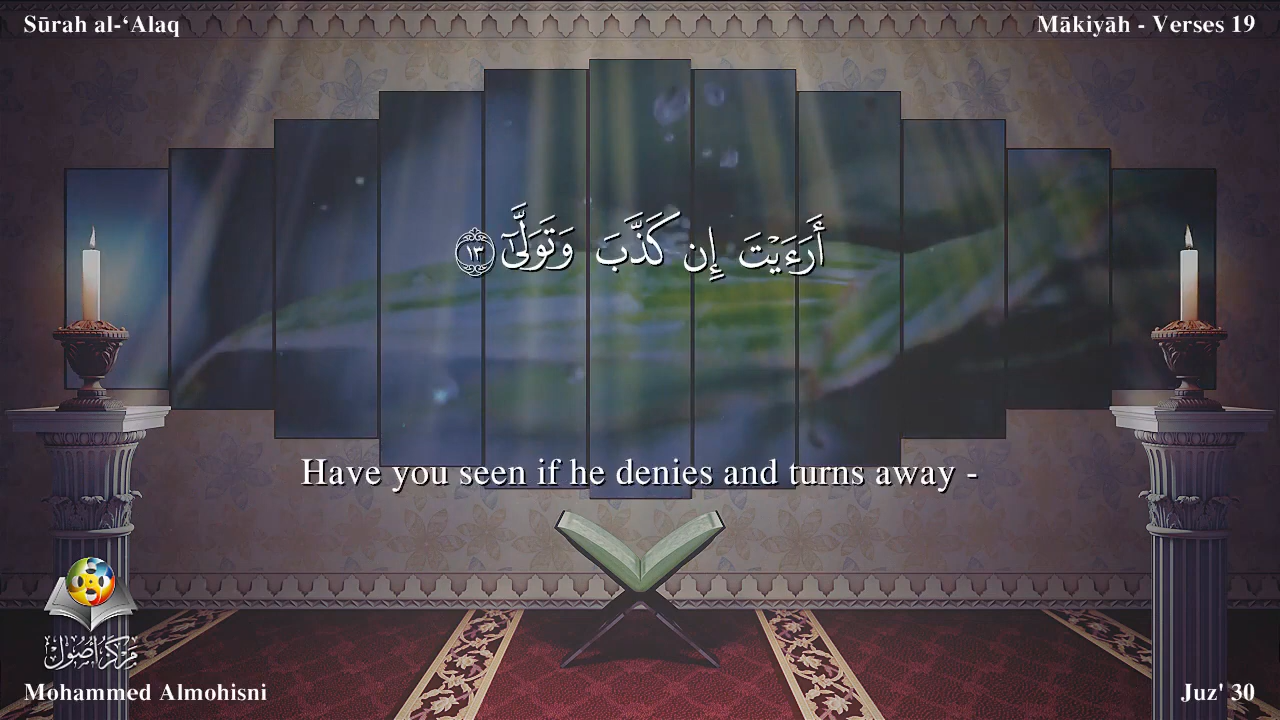 Sūrah al-‘Alaq
Mākiyāh - Verses 19
أَرَءَيْتَ إِن كَذَّبَ وَتَوَلَّىٰٓ ١٣
Have you seen if he denies and turns away -
مركز أصول
Mohammed Almohisni
Juz' 30